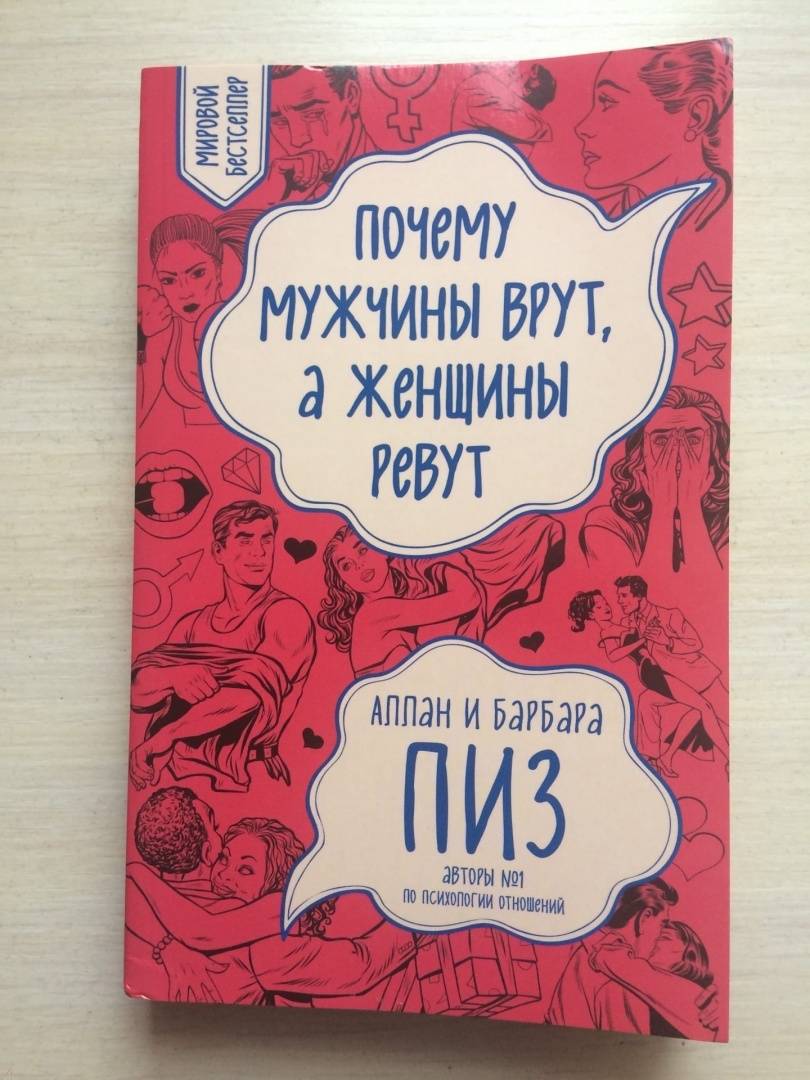 МИРОВОЙ
бестселлер
Почему
мужчины врут,
а женщины
ревут
Аллан и Барбара
ПИЗ
авторы №1
по психологии отношений